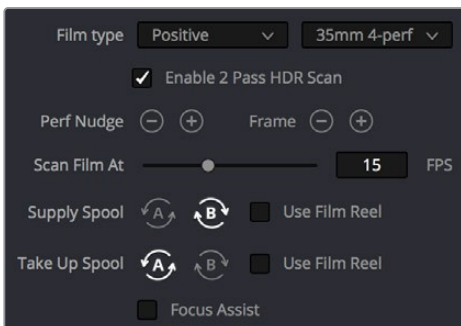 Film type Positive 35mm 4-perf
Enable 2 Pass HDR Scan
Perf Nudge Frame
Scan Film At 15 FPS
Supply Spool A B Use Film Reel
Take Up Spool A B Use Film Reel
Focus Assist